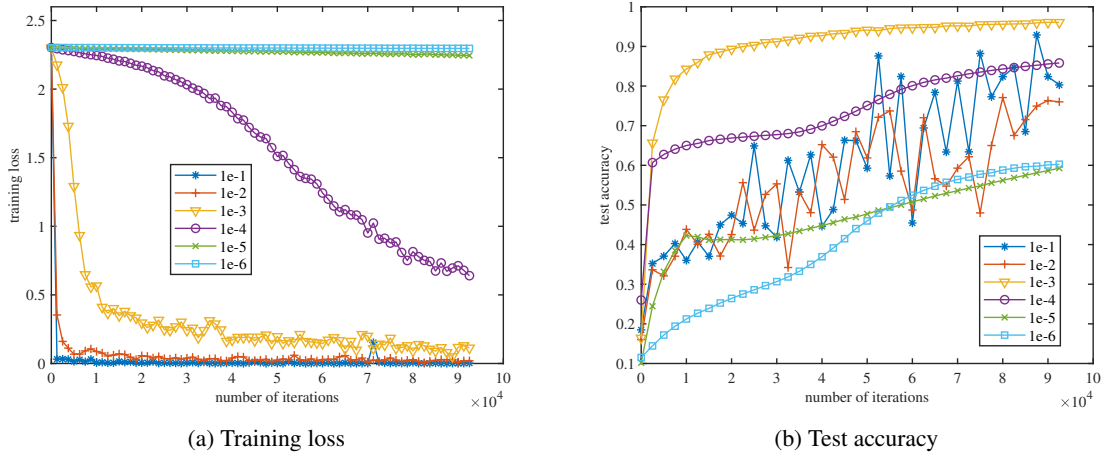 2.5
2
1.5
1
0.5
0
training loss
1e-1
1e-2
1e-3
1e-4
1e-5
1e-6
0 1 2 3 4 5 6 7 8 9 10
number of iterations
×10⁴
(a) Training loss
1
0.9
0.8
0.7
0.6
0.5
0.4
0.3
0.2
0.1
test accuracy
1e-1
1e-2
1e-3
1e-4
1e-5
1e-6
0 1 2 3 4 5 6 7 8 9 10
number of iterations
×10⁴
(b) Test accuracy